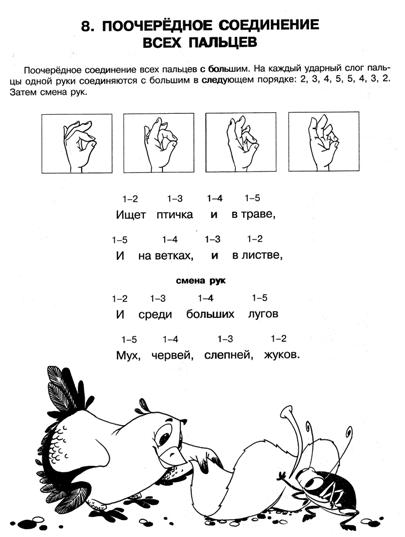 8. ПООЧЕРЁДНОЕ СОЕДИНЕНИЕ
ВСЕХ ПАЛЬЦЕВ
Поочерёдное соединение всех пальцев с большим. На каждый ударный слог паль-
цы одной руки соединяются с большим в следующем порядке: 2, 3, 4, 5, 5, 4, 3, 2.
Затем смена рук.
1–2 1–3 1–4 1–5
Ищет птичка и в траве,
1–5 1–4 1–3 1–2
И на ветках, и в листве,
смена рук
1–2 1–3 1–4 1–5
И среди больших лугов
1–5 1–4 1–3 1–2
Мух, червей, слепней, жуков.